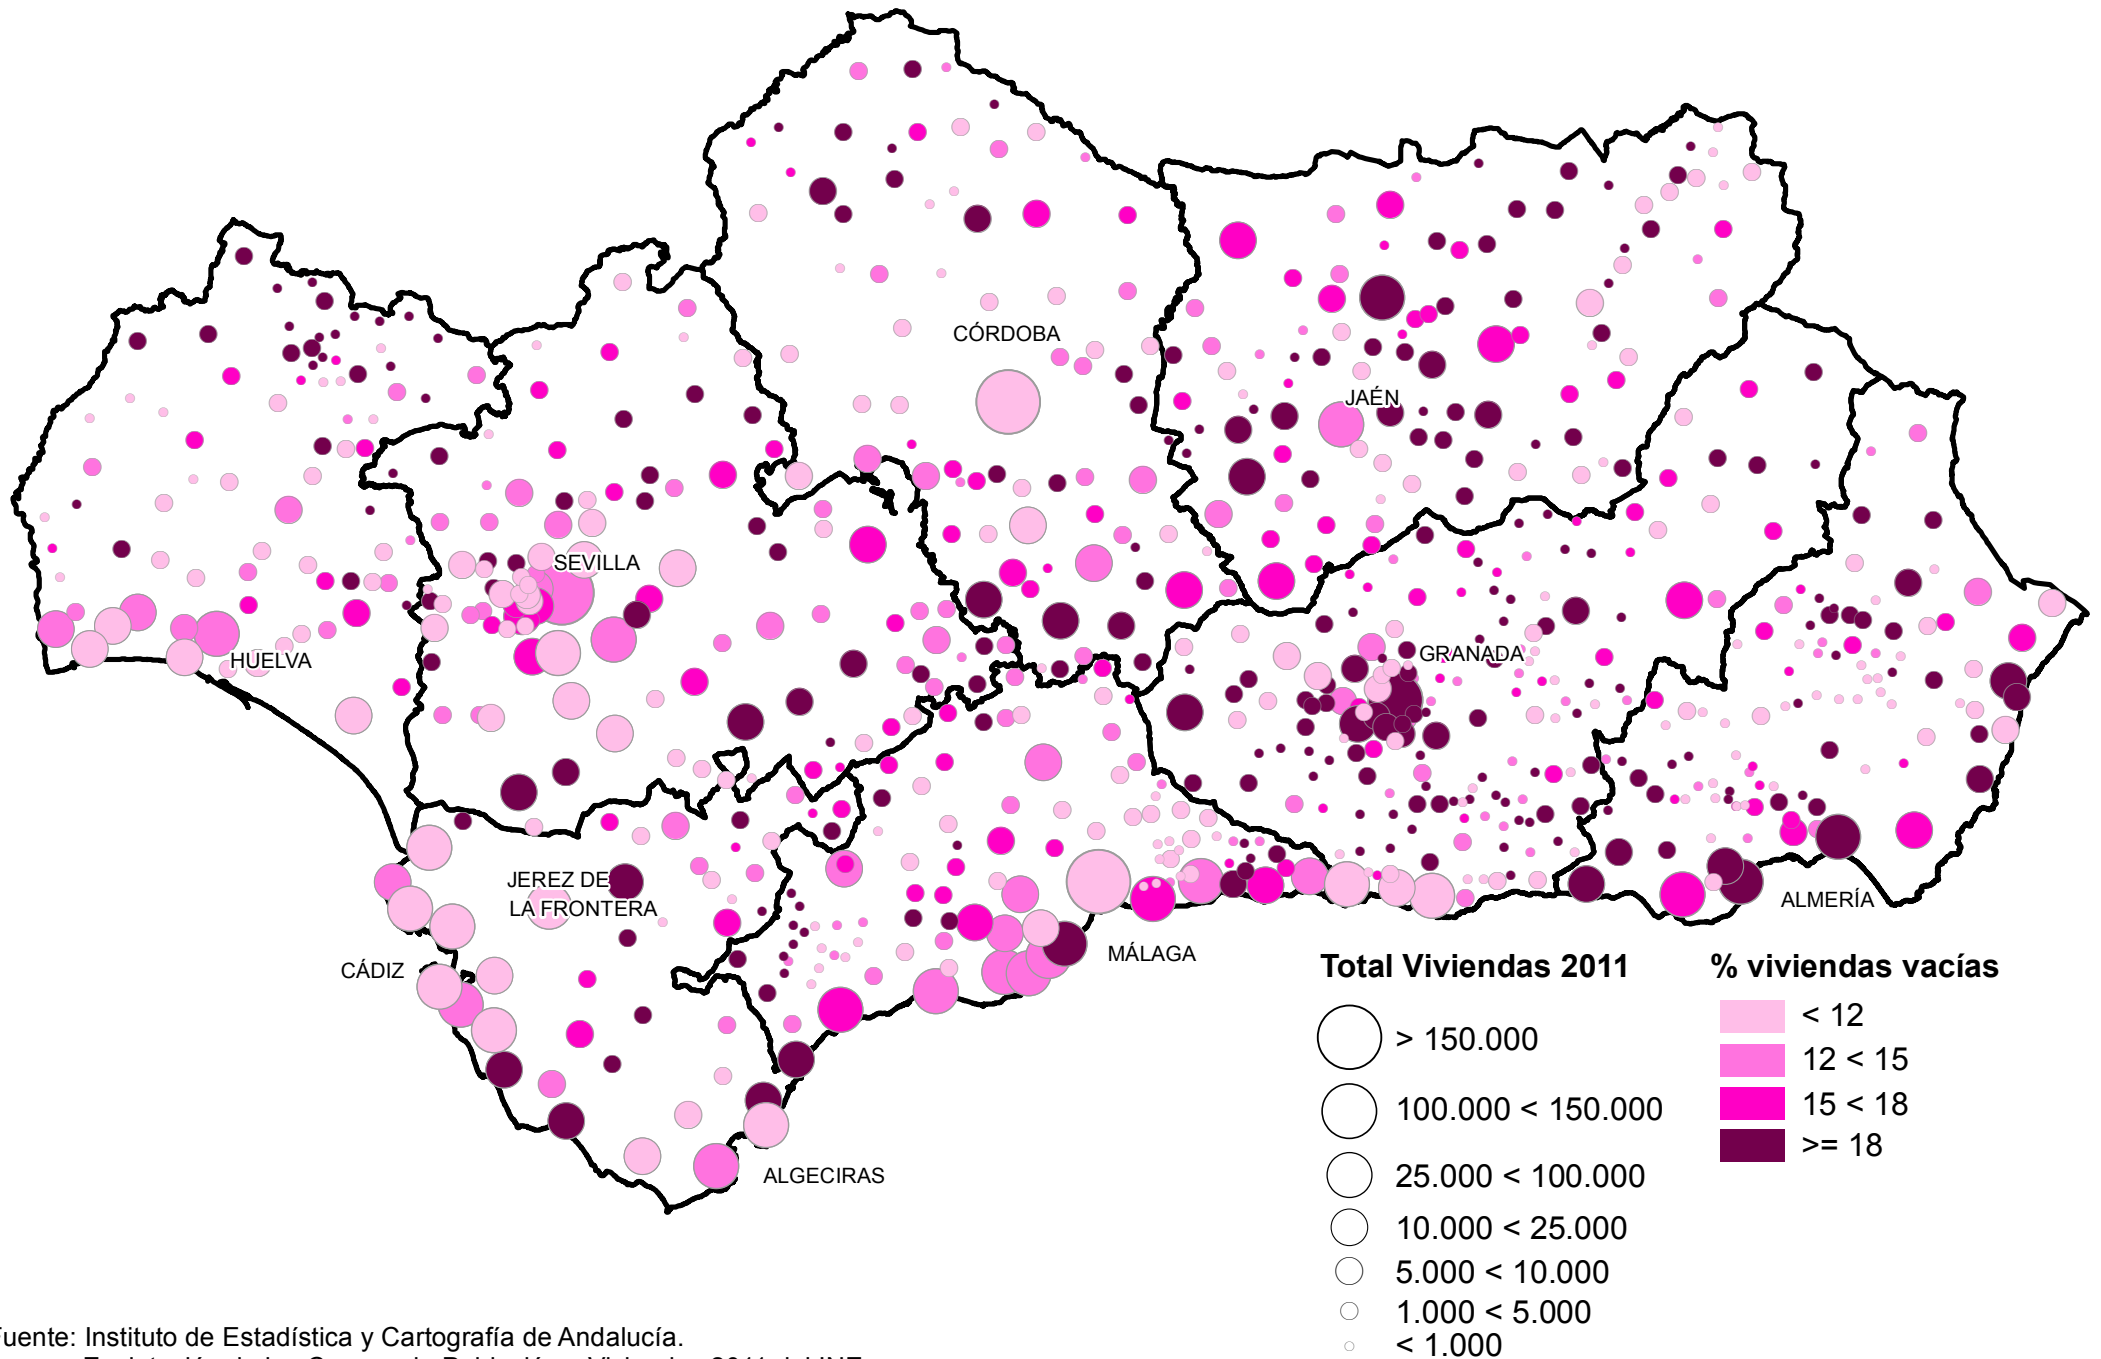 CÓRDOBA
JAÉN
SEVILLA
HUELVA
GRANADA
JEREZ DE
LA FRONTERA
ALMERÍA
CÁDIZ
MÁLAGA
ALGECIRAS
Total Viviendas 2011
> 150.000
100.000 < 150.000
25.000 < 100.000
10.000 < 25.000
5.000 < 10.000
1.000 < 5.000
< 1.000
% viviendas vacías
< 12
12 < 15
15 < 18
>= 18
Fuente: Instituto de Estadística y Cartografía de Andalucía.